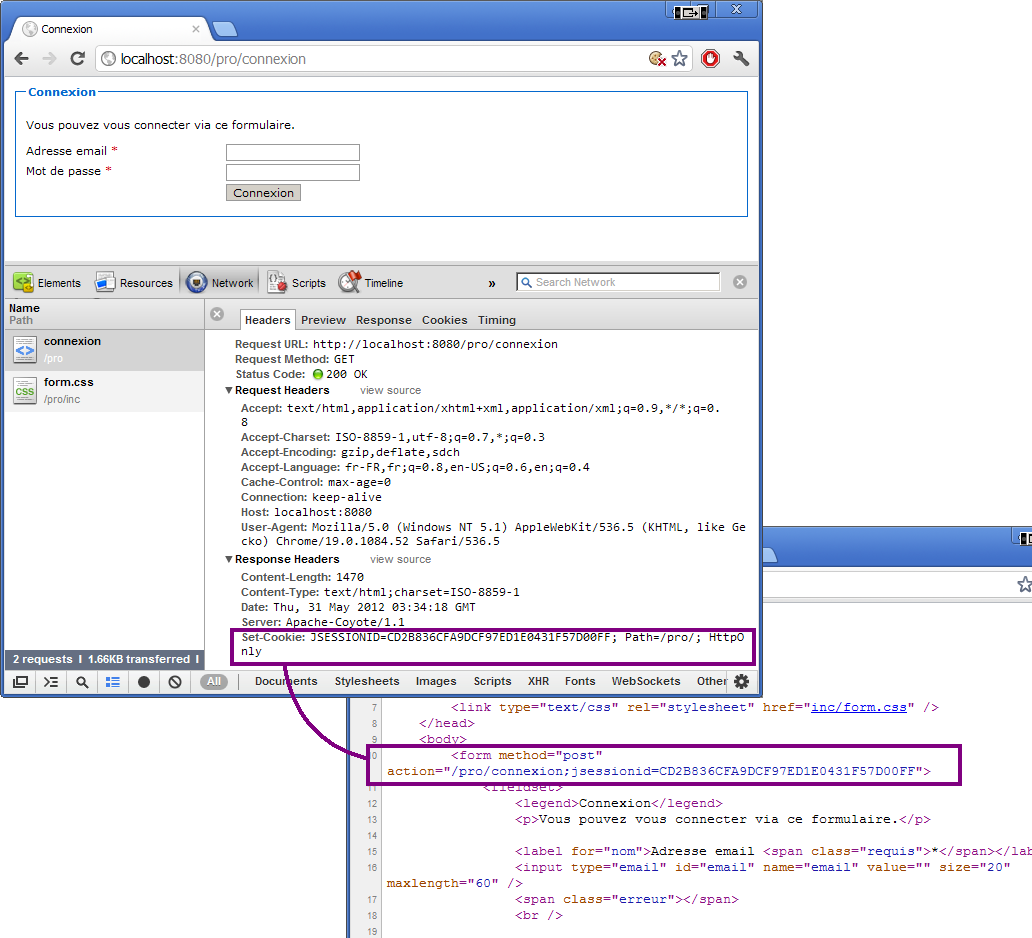 Connexion
localhost:8080/pro/connexion
Connexion
Vous pouvez vous connecter via ce formulaire.
Adresse email *
Mot de passe *
Connexion
Elements Resources Network Scripts Timeline » Search Network
Name
Path
connexion
/pro
form.css
/pro/inc
Headers Preview Response Cookies Timing
Request URL: http://localhost:8080/pro/connexion
Request Method: GET
Status Code: 200 OK
Request Headers view source
Accept: text/html,application/xhtml+xml,application/xml;q=0.9,*/*;q=0.
8
Accept-Charset: ISO-8859-1,utf-8;q=0.7,*;q=0.3
Accept-Encoding: gzip,deflate,sdch
Accept-Language: fr-FR,fr;q=0.8,en-US;q=0.6,en;q=0.4
Cache-Control: max-age=0
Connection: keep-alive
Host: localhost:8080
User-Agent: Mozilla/5.0 (Windows NT 5.1) AppleWebKit/536.5 (KHTML, like Ge
cko) Chrome/19.0.1084.52 Safari/536.5
Response Headers view source
Content-Length: 1470
Content-Type: text/html;charset=ISO-8859-1
Date: Thu, 31 May 2012 03:34:18 GMT
Server: Apache-Coyote/1.1
Set-Cookie: JSESSIONID=CD2B836CFA9DCF97ED1E0431F57D00FF; Path=/pro/; HttpO
nly
2 requests | 1.66KB transferred |
All Documents Stylesheets Images Scripts XHR Fonts WebSockets Other
7 <link type="text/css" rel="stylesheet" href="inc/form.css" />
8 </head>
9 <body>
10 <form method="post"
action="/pro/connexion;jsessionid=CD2B836CFA9DCF97ED1E0431F57D00FF">
11 <fieldset>
12 <legend>Connexion</legend>
13 <p>Vous pouvez vous connecter via ce formulaire.</p>
14
15 <label for="nom">Adresse email <span class="requis">*</span></lab
16 <input type="email" id="email" name="email" value="" size="20"
maxlength="60" />
17 <span class="erreur"></span>
18 <br />
19